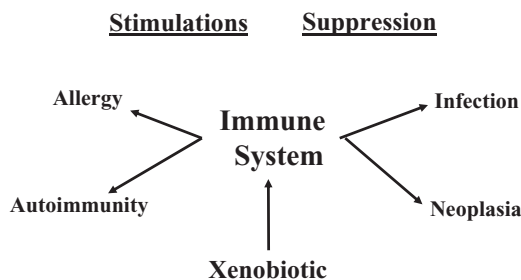 Stimulations
Suppression
Allergy
Infection
Immune
System
Autoimmunity
Neoplasia
Xenobiotic